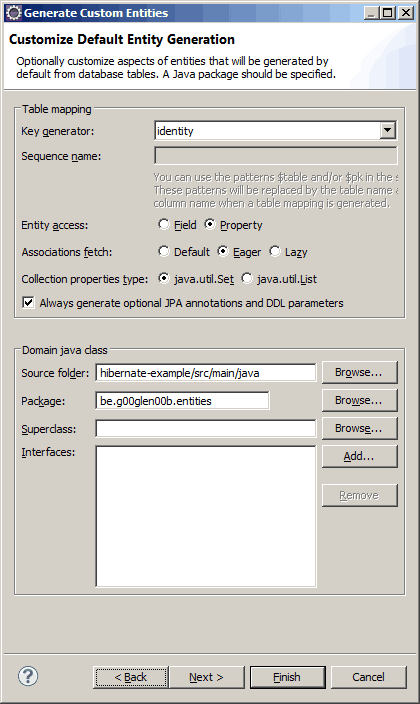 Generate Custom Entities
Customize Default Entity Generation
Optionally customize aspects of entities that will be generated by
default from database tables. A Java package should be specified.
Table mapping
Key generator: identity
Sequence name:
You can use the patterns $table and/or $pk in the s
These patterns will be replaced by the table name a
column name when a table mapping is generated.
Entity access: Field Property
Associations fetch: Default Eager Lazy
Collection properties type: java.util.Set java.util.List
Always generate optional JPA annotations and DDL parameters
Domain java class
Source folder: hibernate-example/src/main/java Browse...
Package: be.g00glen00b.entities Browse...
Superclass: Browse...
Interfaces: Add...
Remove
? < Back Next > Finish Cancel